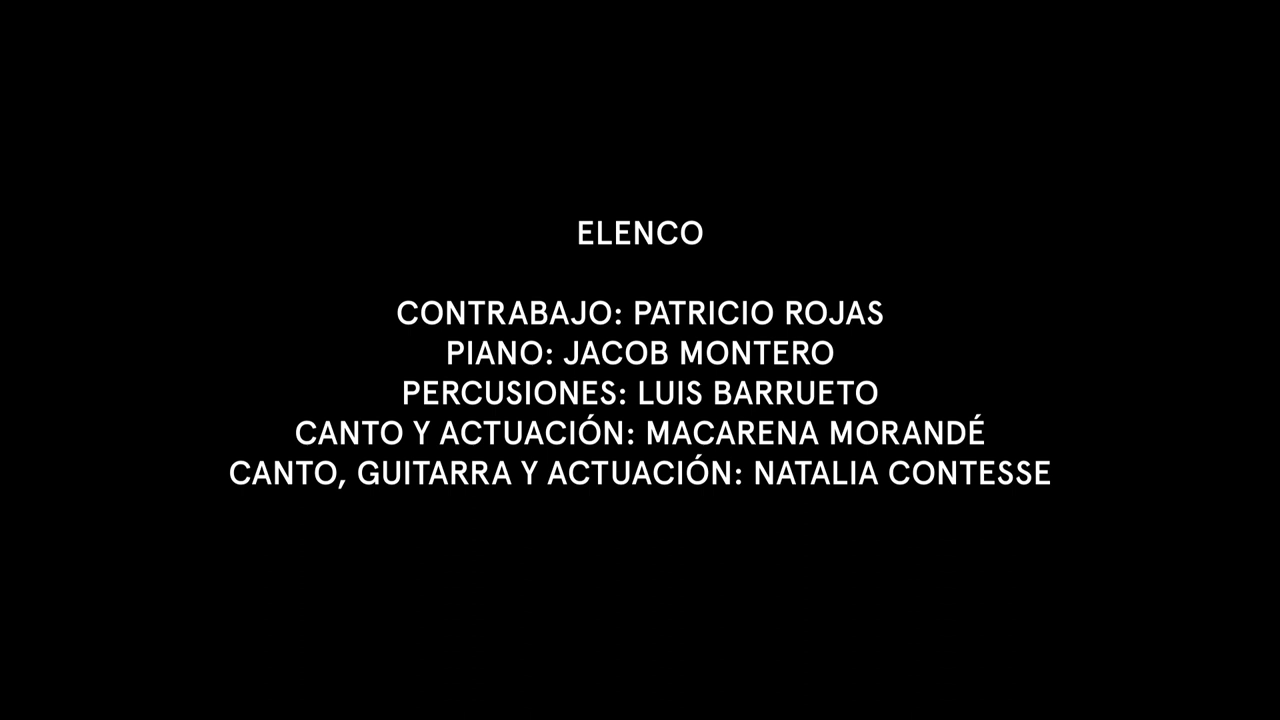 ELENCO
CONTRABAJO: PATRICIO ROJAS
PIANO: JACOB MONTERO
PERCUSIONES: LUIS BARRUETO
CANTO Y ACTUACIÓN: MACARENA MORANDÉ
CANTO, GUITARRA Y ACTUACIÓN: NATALIA CONTESSE